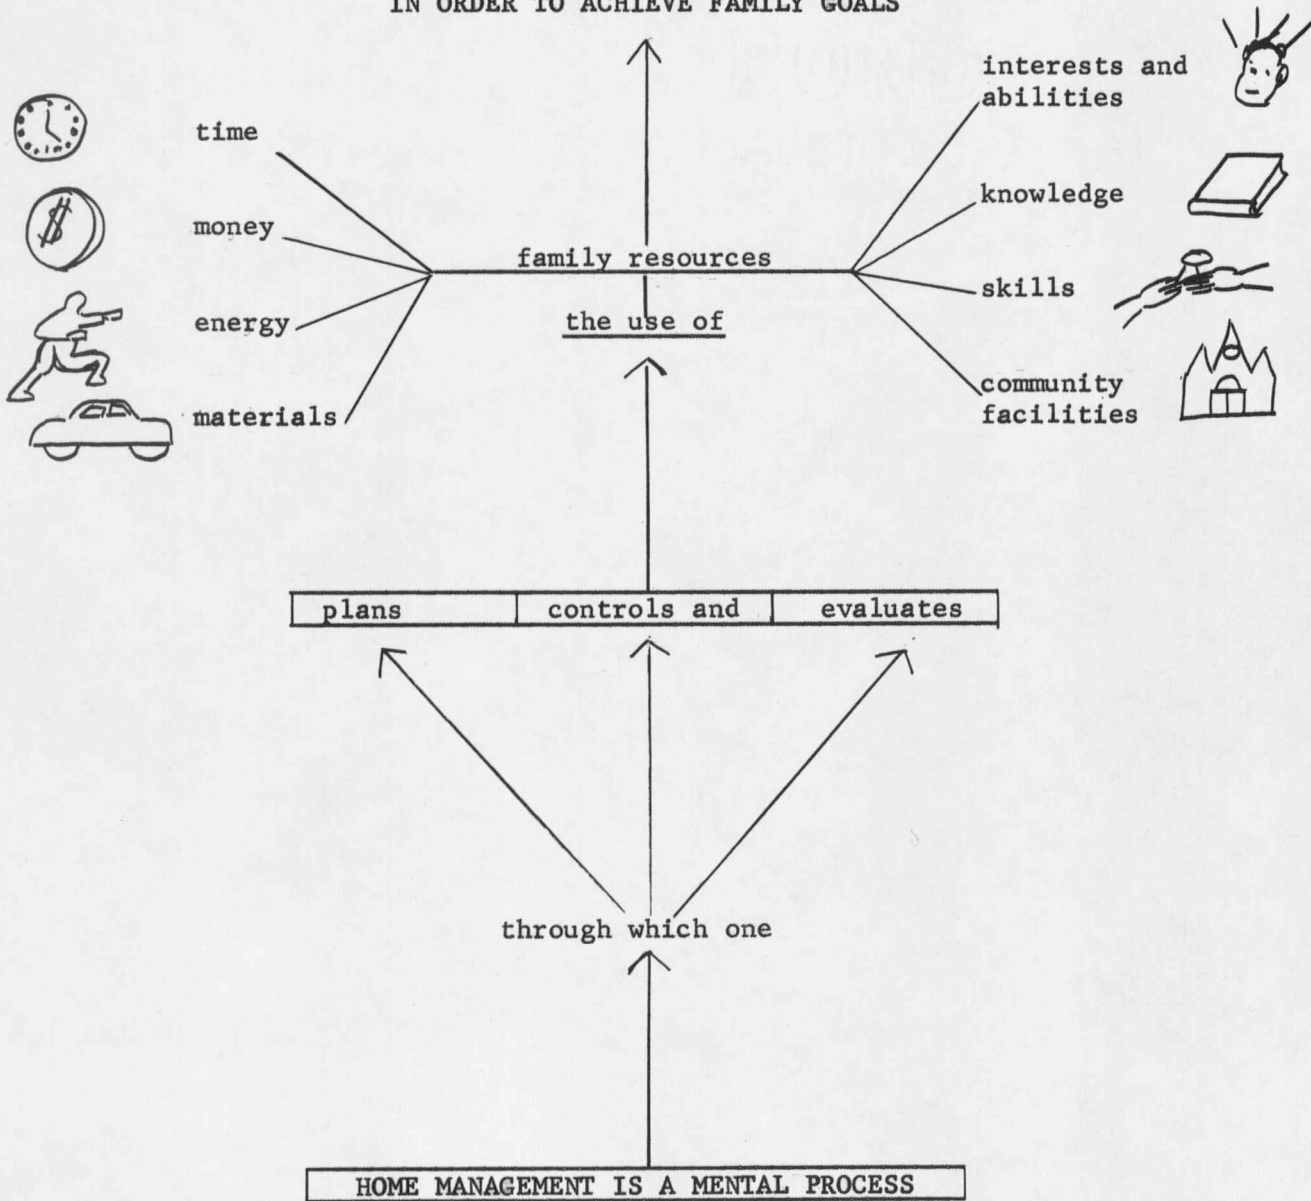 IN ORDER TO ACHIEVE FAMILY GOALS
interests and
abilities
time
knowledge
money
family resources
skills
energy
the use of
community
facilities
materials
$
plans controls and evaluates
through which one
HOME MANAGEMENT IS A MENTAL PROCESS